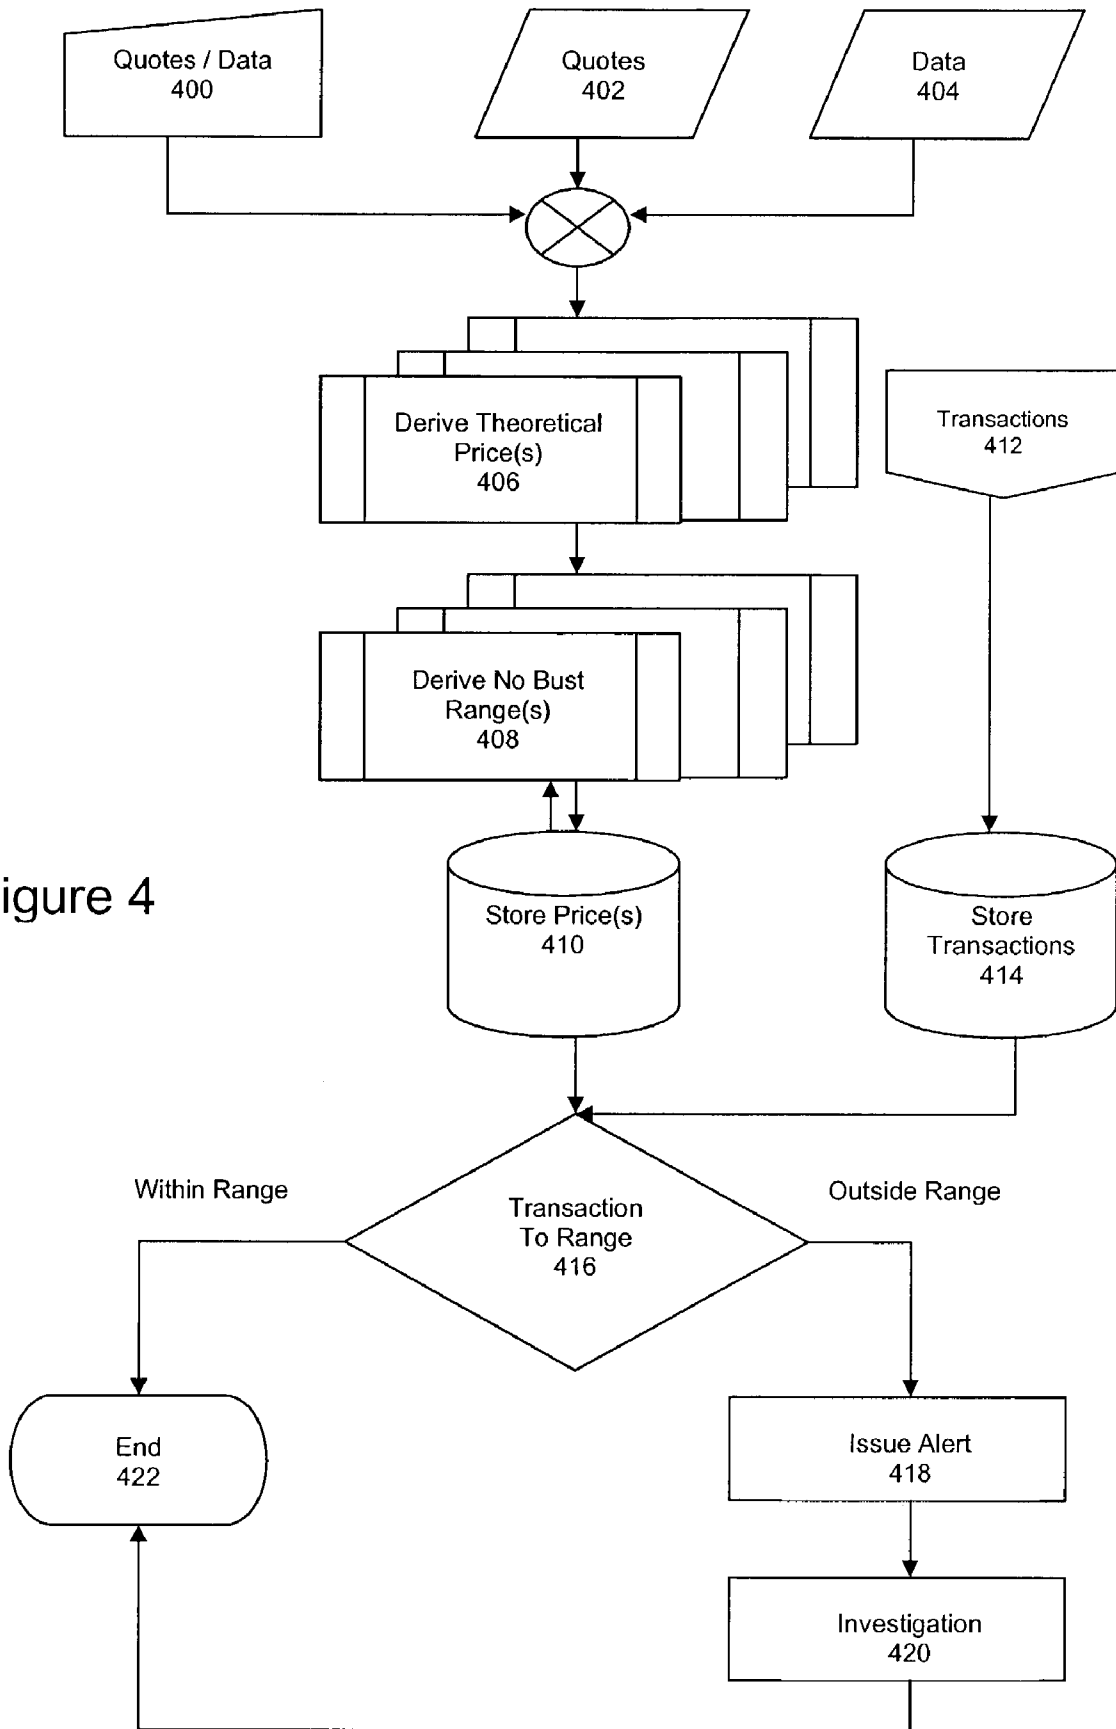 Quotes / Data
400
Quotes
402
Data
404
Derive Theoretical
Price(s)
406
Transactions
412
Derive No Bust
Range(s)
408
igure 4
Store Price(s)
410
Store
Transactions
414
Within Range
Outside Range
Transaction
To Range
416
End
422
Issue Alert
418
Investigation
420